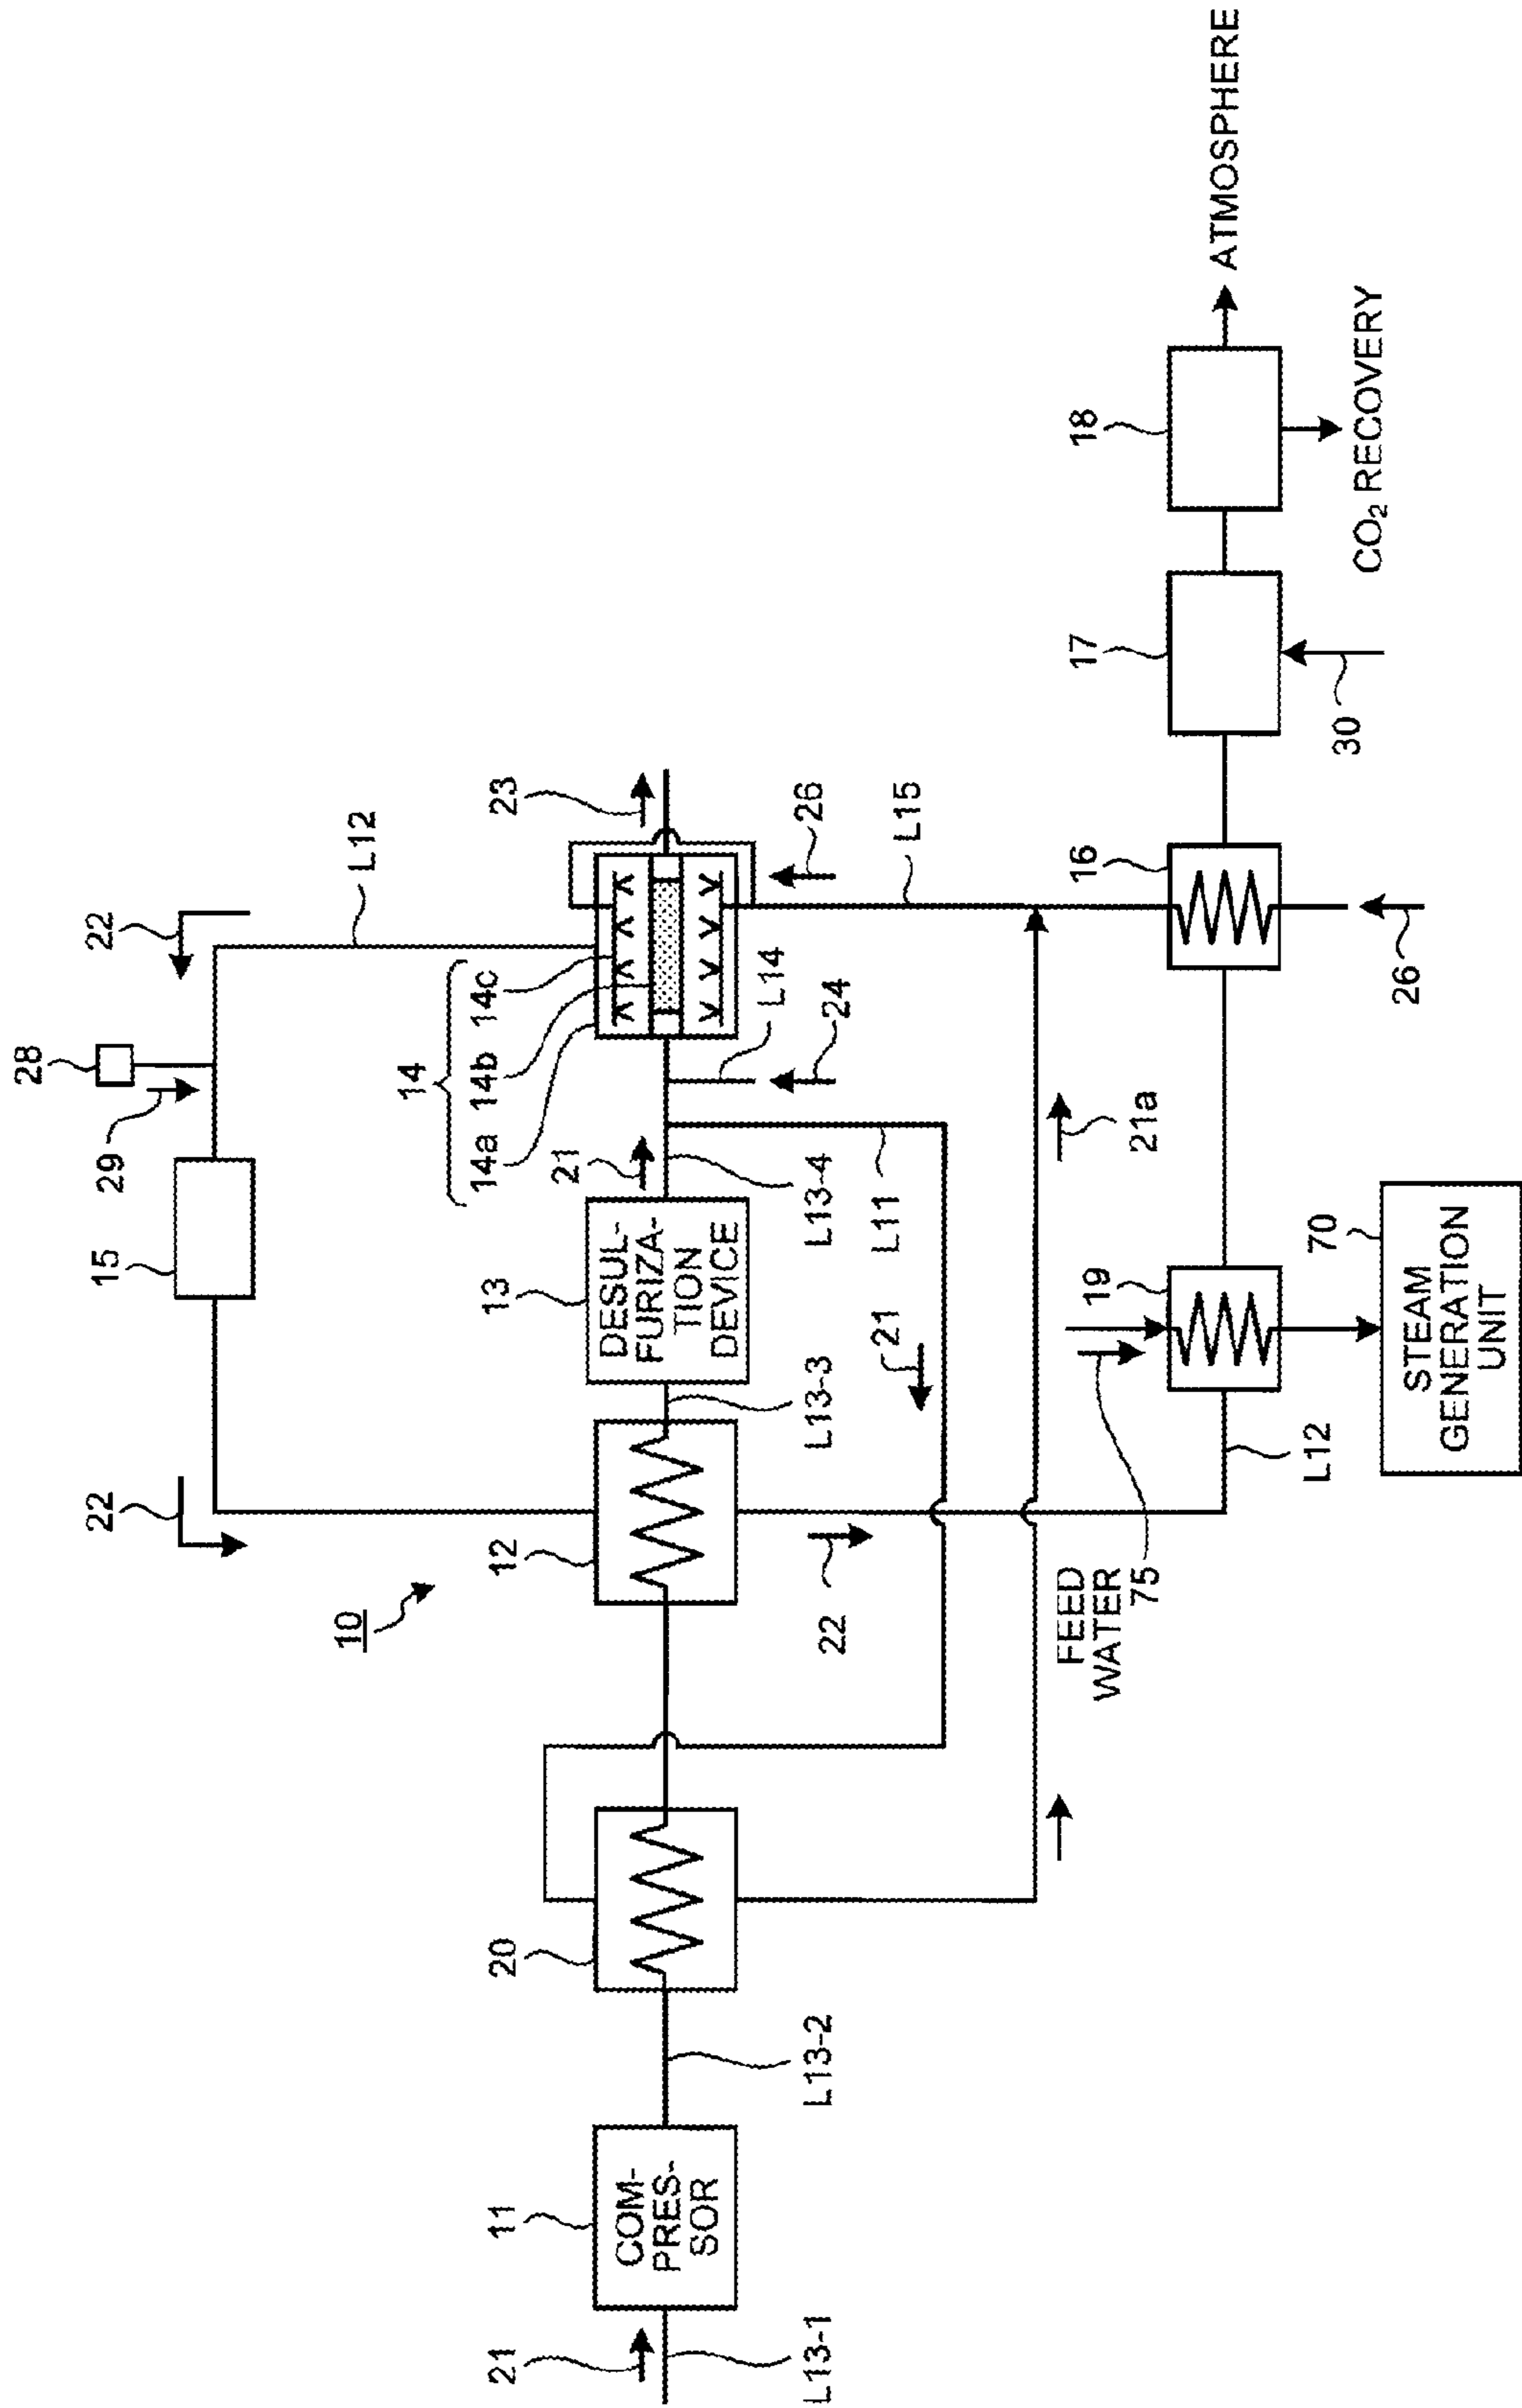 28
22
L12
29
15
22
10
14
14a 14b 14c
23
26
L15
L14
24
21
13
DESUL-
FURIZA-
TION
DEVICE
L13-4
L11
12
L13-3
21
22
20
L13-2
11
COM-
PRES-
SOR
21
L13-1
21a
FEED
WATER
75
19
L12
70
STEAM
GENERATION
UNIT
16
26
17
30
18
ATMOSPHERE
CO₂ RECOVERY